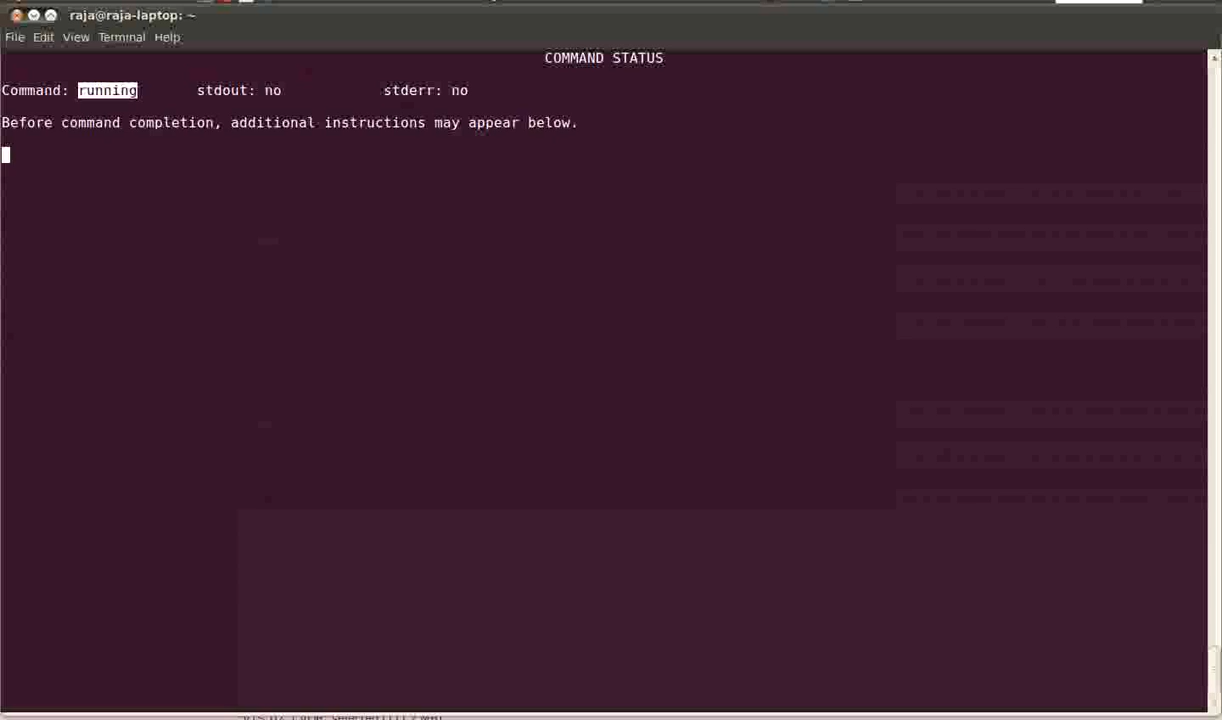 raja@raja-laptop: ~
File Edit View Terminal Help
COMMAND STATUS
Command: running stdout: no stderr: no
Before command completion, additional instructions may appear below.